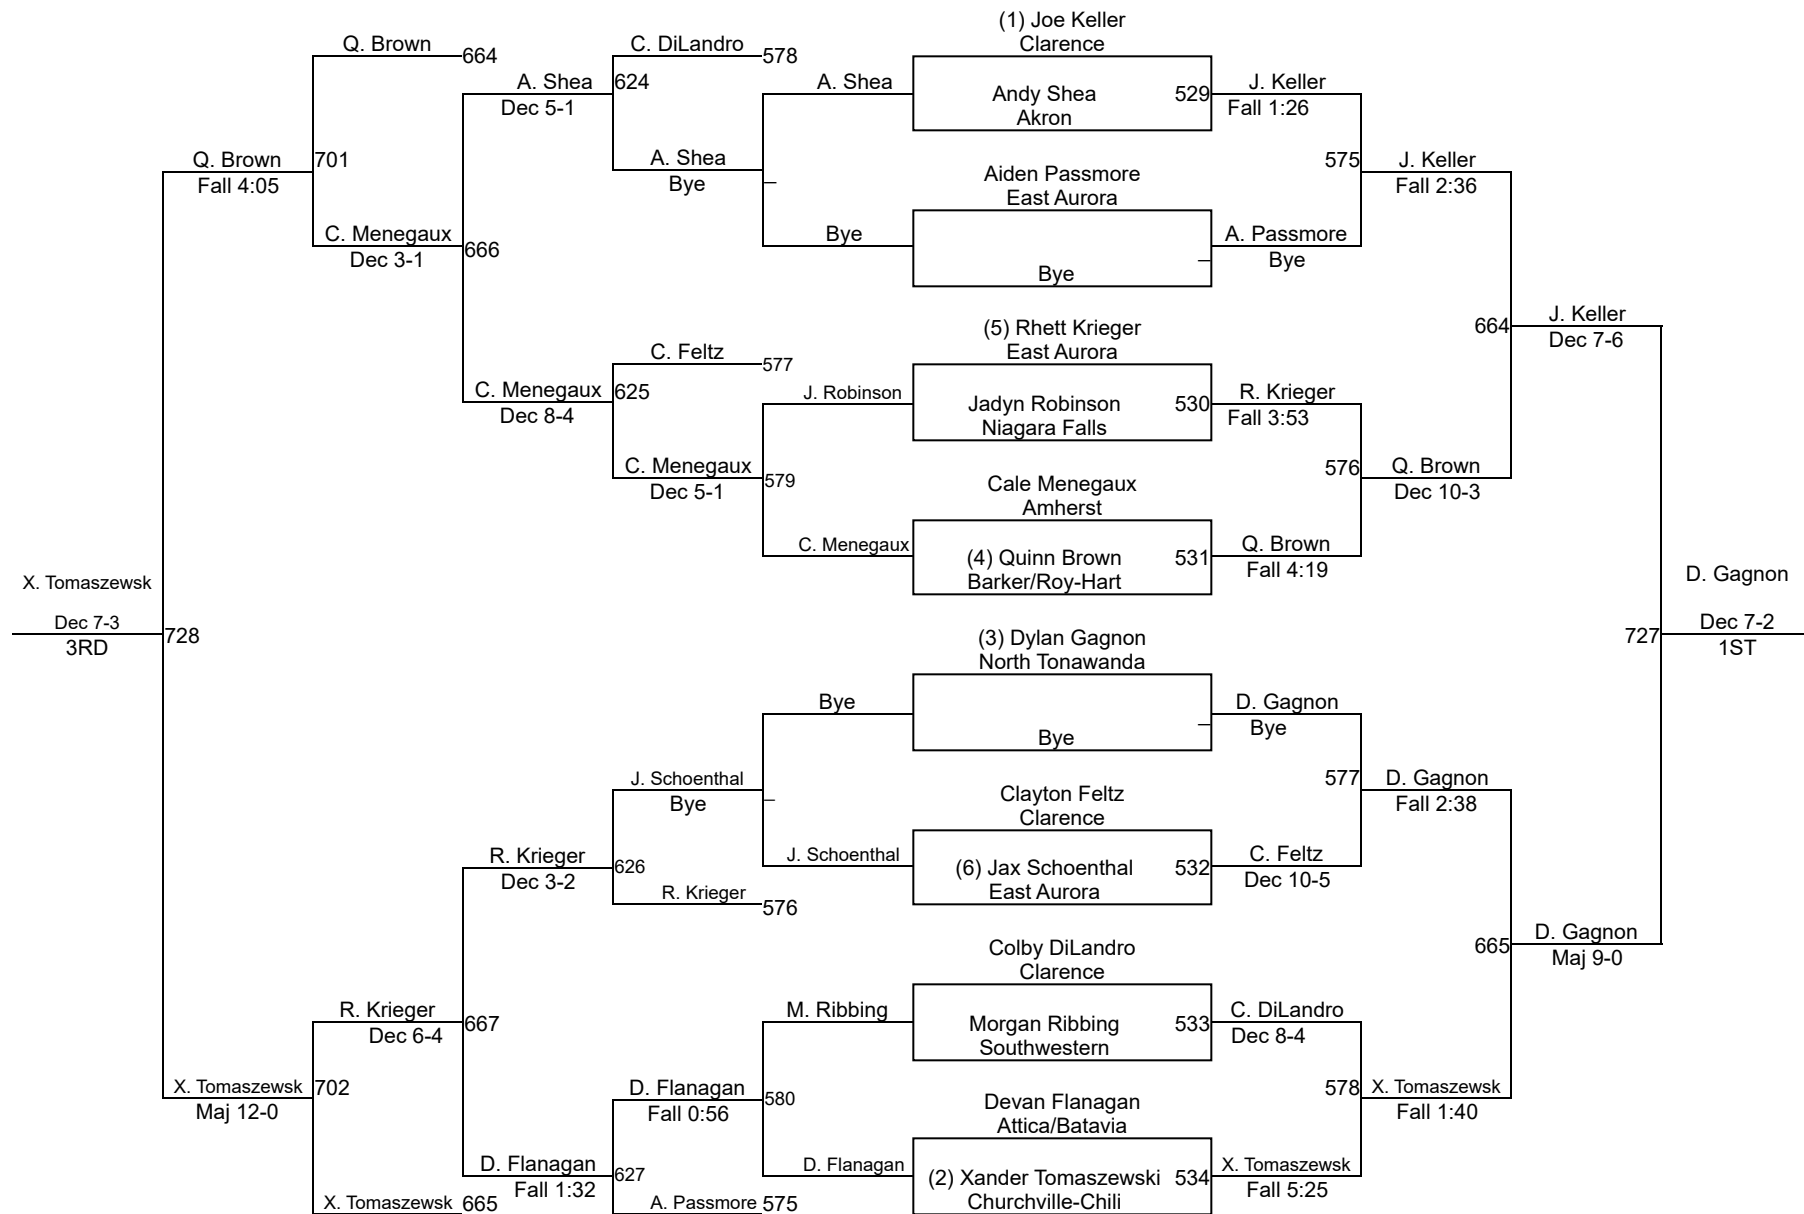 (1) Joe Keller
Clarence
Q. Brown
664
C. DiLandro
578
A. Shea
624
Dec 5-1
A. Shea
Andy Shea
Akron
529
J. Keller
Fall 1:26
Q. Brown
701
Fall 4:05
A. Shea
Bye
–
Aiden Passmore
East Aurora
575
J. Keller
Fall 2:36
C. Menegaux
666
Dec 3-1
Bye
Bye
–
A. Passmore
Bye
(5) Rhett Krieger
East Aurora
664
J. Keller
Dec 7-6
C. Feltz
577
C. Menegaux
625
Dec 8-4
J. Robinson
Jadyn Robinson
Niagara Falls
530
R. Krieger
Fall 3:53
C. Menegaux
579
Dec 5-1
Cale Menegaux
Amherst
576
Q. Brown
Dec 10-3
C. Menegaux
(4) Quinn Brown
Barker/Roy-Hart
531
Q. Brown
Fall 4:19
X. Tomaszewsk
Dec 7-3
3RD
728
D. Gagnon
727
Dec 7-2
1ST
(3) Dylan Gagnon
North Tonawanda
Bye
Bye
–
D. Gagnon
Bye
J. Schoenthal
Bye
–
Clayton Feltz
Clarence
577
D. Gagnon
Fall 2:38
R. Krieger
626
Dec 3-2
J. Schoenthal
(6) Jax Schoenthal
East Aurora
532
C. Feltz
Dec 10-5
R. Krieger
576
Colby DiLandro
Clarence
665
D. Gagnon
Maj 9-0
R. Krieger
667
Dec 6-4
M. Ribbing
Morgan Ribbing
Southwestern
533
C. DiLandro
Dec 8-4
X. Tomaszewsk
702
Maj 12-0
D. Flanagan
580
Fall 0:56
Devan Flanagan
Attica/Batavia
578
X. Tomaszewsk
Fall 1:40
D. Flanagan
627
Fall 1:32
D. Flanagan
(2) Xander Tomaszewski
Churchville-Chili
534
X. Tomaszewsk
Fall 5:25
X. Tomaszewsk
665
A. Passmore
575